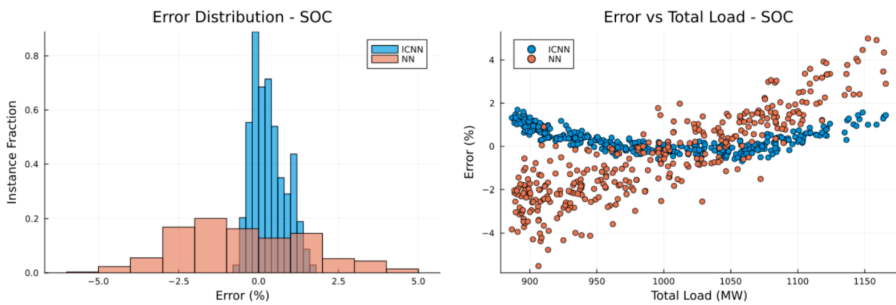 Error Distribution - SOC
Instance Fraction
0.8
0.6
0.4
0.2
0.0
−5.0
−2.5
0.0
2.5
5.0
Error (%)
ICNN
NN
Error vs Total Load - SOC
Error (%)
4
2
0
−2
−4
900
950
1000
1050
1100
1150
Total Load (MW)
ICNN
NN